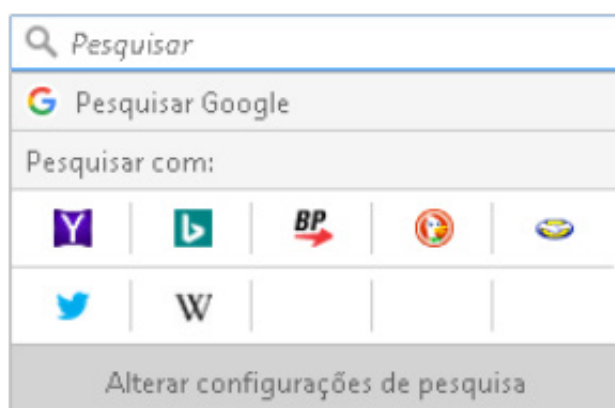 Pesquisar
G Pesquisar Google
Pesquisar com:
Y b BP
W
Alterar configurações de pesquisa